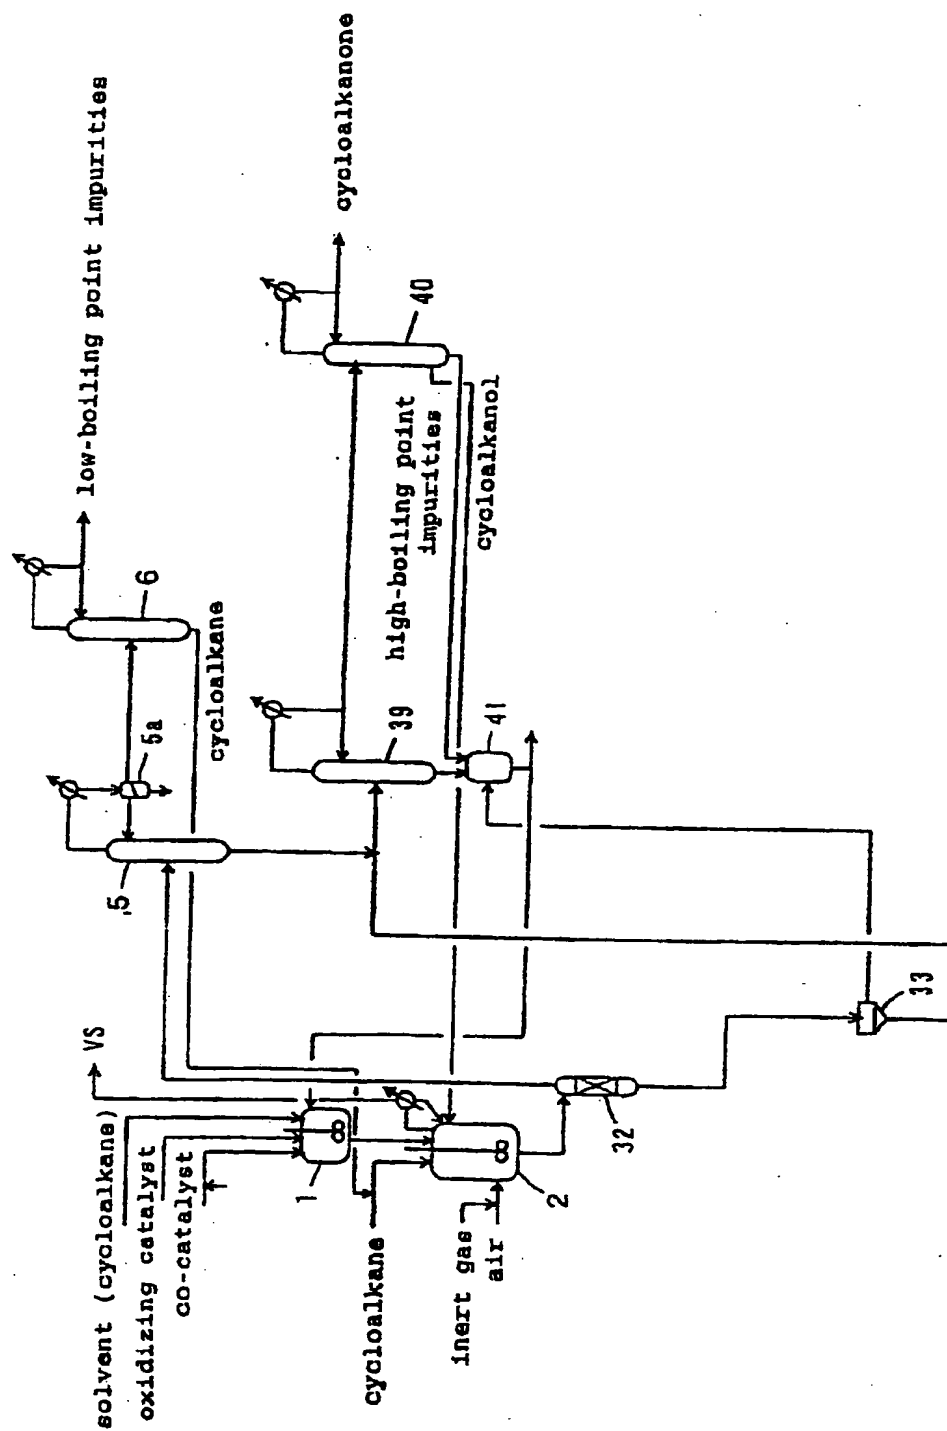 low-boiling point impurities
cycloalkanone
6
5a
5
cycloalkane
40
39
high-boiling point
impurities
cycloalkanol
41
VS
solvent (cycloalkane)
oxidizing catalyst
co-catalyst
1
2
32
33
cycloalkane
inert gas
air